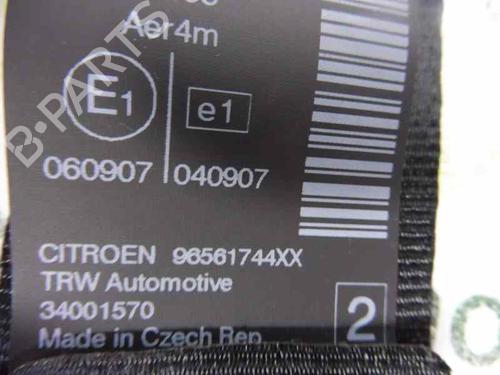 Aer4m
E1
e1
060907 040907
CITROEN 96561744XX
TRW Automotive
34001570
Made in Czech Rep
2
B-PARTS